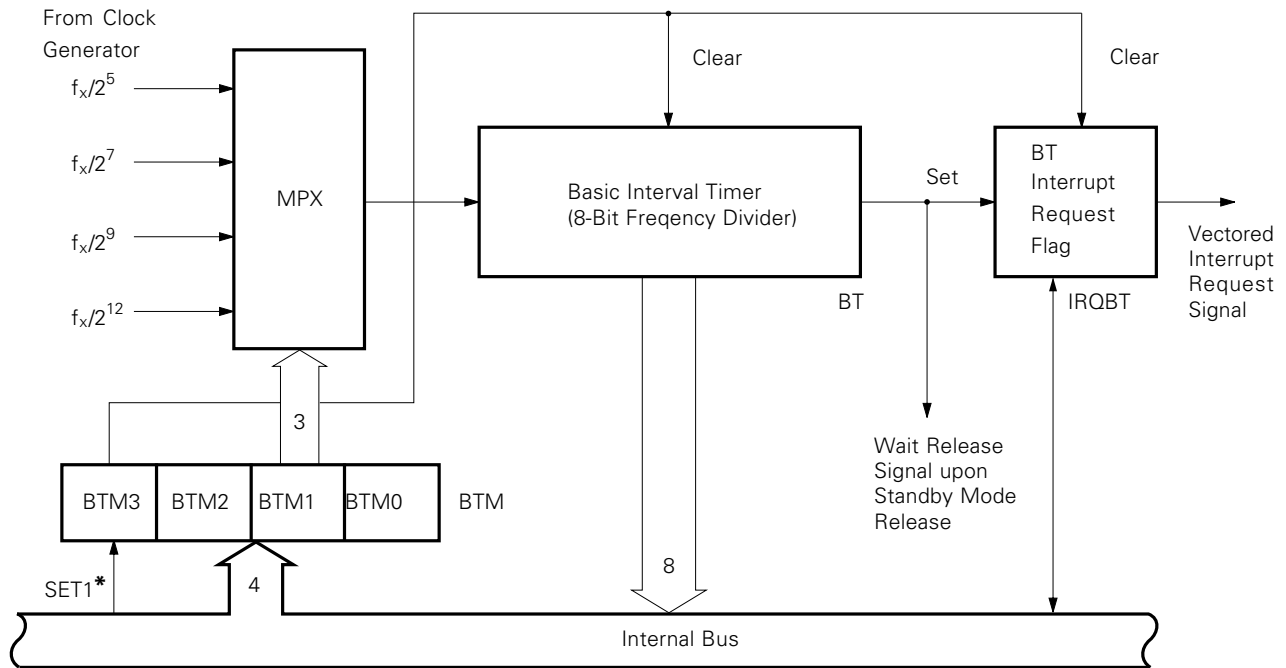 From Clock
Generator
fx/2^5
fx/2^7
fx/2^9
fx/2^12
MPX
Clear
Clear
Basic Interval Timer
(8-Bit Freqency Divider)
BT
Set
BT
Interrupt
Request
Flag
IRQBT
Vectored
Interrupt
Request
Signal
3
Wait Release
Signal upon
Standby Mode
Release
BTM3 BTM2 BTM1 BTM0 BTM
SET1*
4
8
Internal Bus